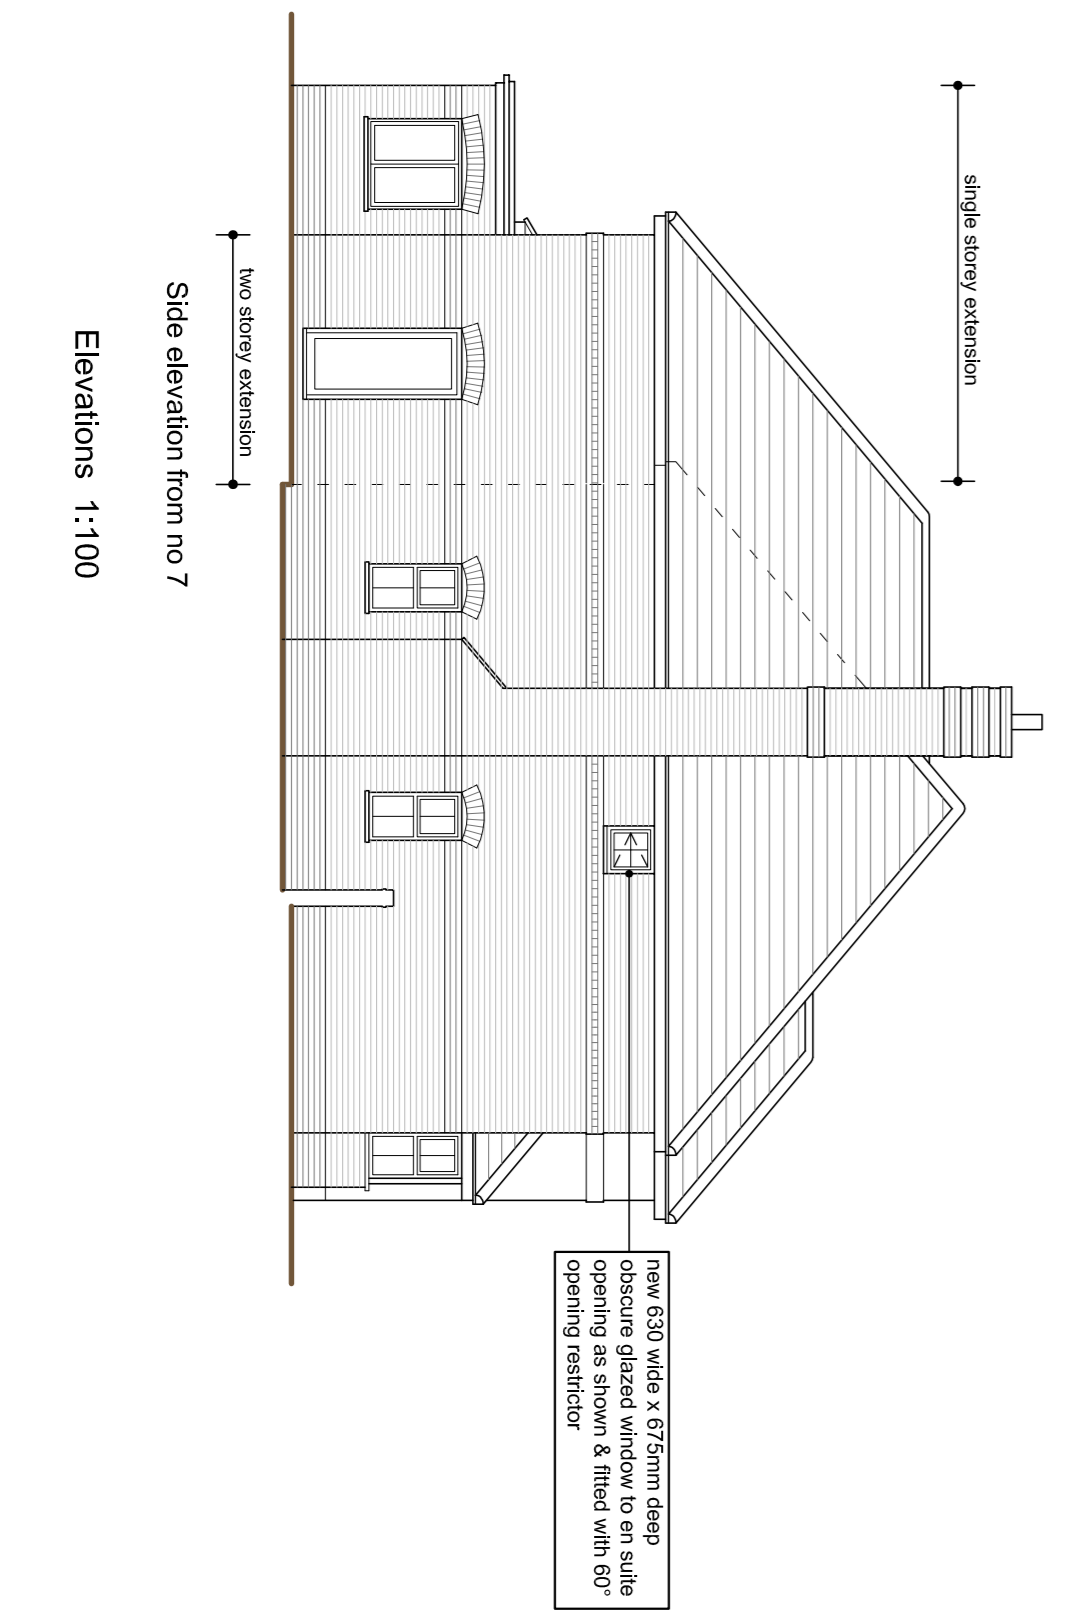 single storey extension
two storey extension
Side elevation from no 7
Elevations 1:100
new 630 wide x 675mm deep
obscure glazed window to en suite
opening as shown & fitted with 60°
opening restrictor